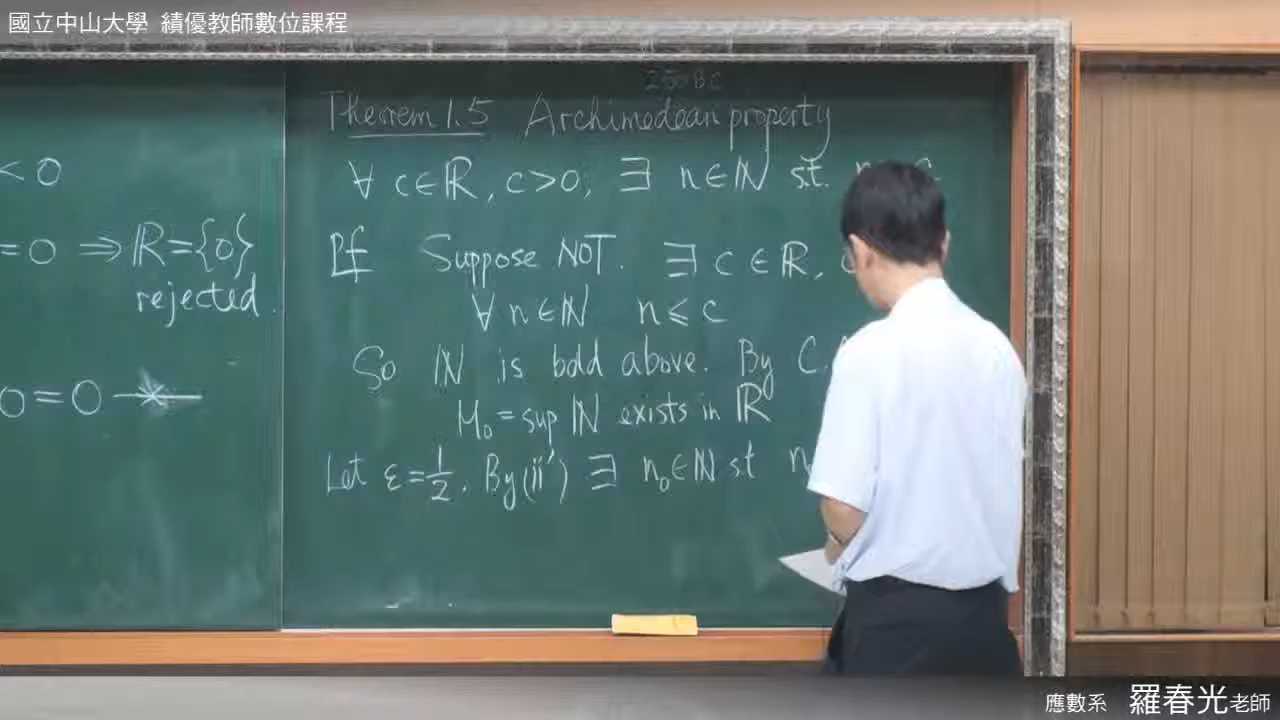 國立中山大學 績優教師數位課程
< 0
= 0 ⇒ ℝ = {0}
rejected.
0 = 0
250 BC
Theorem 1.5 Archimedean property
∀ c ∈ ℝ, c > 0, ∃ n ∈ ℕ s.t.
Pf Suppose NOT. ∃ c ∈ ℝ,
∀ n ∈ ℕ n ≤ c
So ℕ is bdd above. By C.
M₀ = sup ℕ exists in ℝ
Let ε = 1/2. By (ii') ∃ n₀ ∈ ℕ st n
應數系 羅春光老師